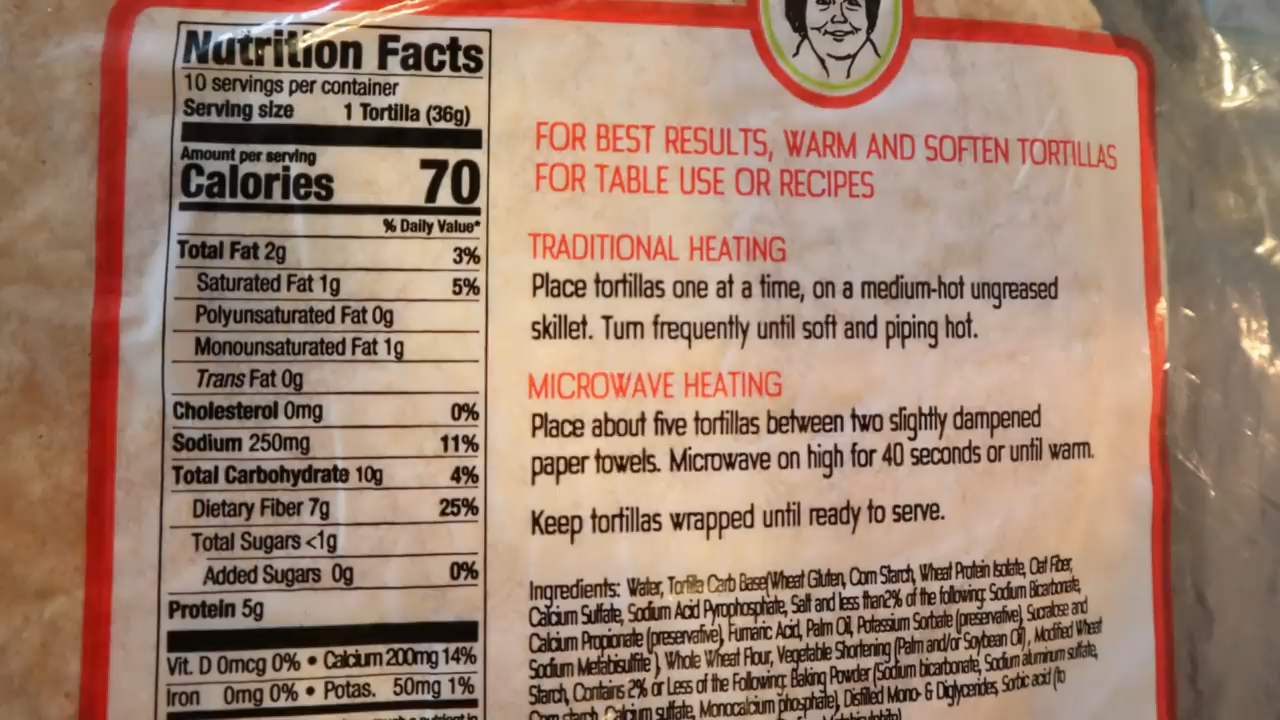 Nutrition Facts
10 servings per container
Serving size 1 Tortilla (36g)
Amount per serving
Calories 70
% Daily Value*
Total Fat 2g 3%
Saturated Fat 1g 5%
Polyunsaturated Fat 0g
Monounsaturated Fat 1g
Trans Fat 0g
Cholesterol 0mg 0%
Sodium 250mg 11%
Total Carbohydrate 10g 4%
Dietary Fiber 7g 25%
Total Sugars <1g
Added Sugars 0g 0%
Protein 5g
Vit. D 0mcg 0% • Calcium 200mg 14%
Iron 0mg 0% • Potas. 50mg 1%
FOR BEST RESULTS, WARM AND SOFTEN TORTILLAS
FOR TABLE USE OR RECIPES
TRADITIONAL HEATING
Place tortillas one at a time, on a medium-hot ungreased
skillet. Turn frequently until soft and piping hot.
MICROWAVE HEATING
Place about five tortillas between two slightly dampened
paper towels. Microwave on high for 40 seconds or until warm.
Keep tortillas wrapped until ready to serve.
Ingredients: Water, Tortilla Carb Base(Wheat Gluten, Corn Starch, Wheat Protein Isolate, Oat Fiber,
Calcium Sulfate, Sodium Acid Pyrophosphate, Salt and less than2% of the following: Sodium Bicarbonate,
Calcium Propionate (preservative), Fumaric Acid, Palm Oil, Potassium Sorbate (preservative), Sucralose and
Sodium Metabisulfite ), Whole Wheat Flour, Vegetable Shortening (Palm and/or Soybean Oil) , Modified Wheat
Starch, Contains 2% or Less of the Following: Baking Powder (Sodium bicarbonate, Sodium aluminum sulfate,
Corn starch, Calcium sulfate, Monocalcium phosphate), Distilled Mono- & Diglycerides, Sorbic acid (to